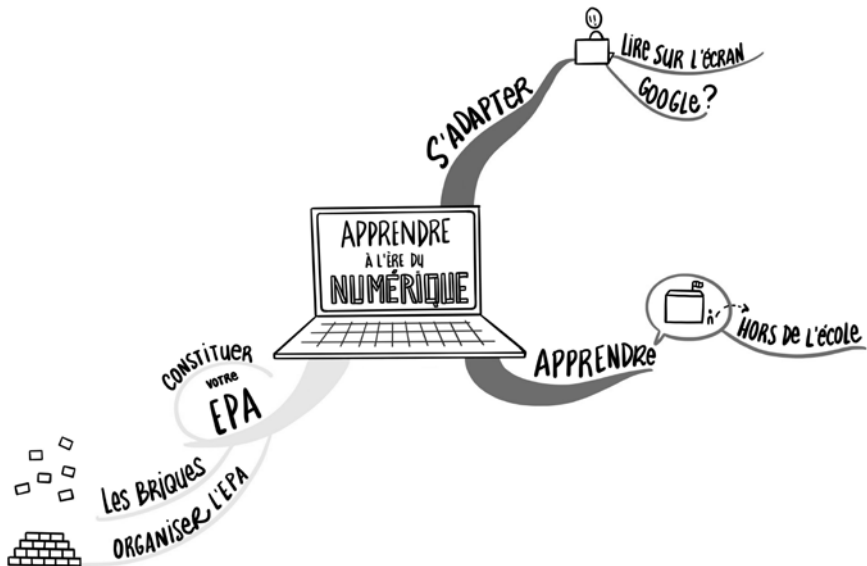 APPRENDRE
À L'ÈRE DU
NUMÉRIQUE
S'ADAPTER
LIRE SUR L'ÉCRAN
GOOGLE?
APPRENDRE
HORS DE L'ÉCOLE
CONSTITUER
VOTRE
EPA
LES BRIQUES
ORGANISER L'EPA